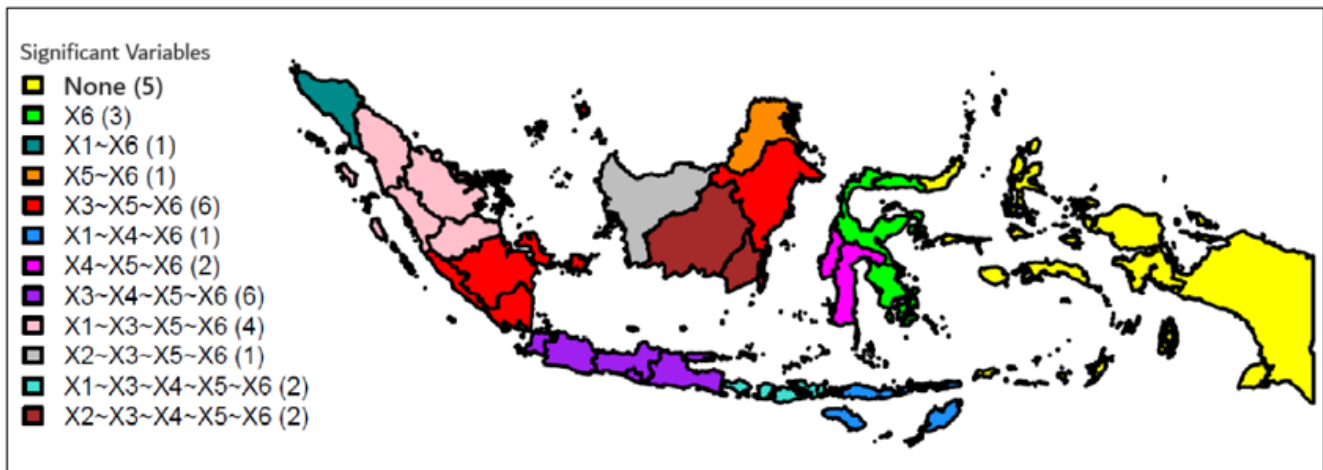 Significant Variables
None (5)
X6 (3)
X1~X6 (1)
X5~X6 (1)
X3~X5~X6 (6)
X1~X4~X6 (1)
X4~X5~X6 (2)
X3~X4~X5~X6 (6)
X1~X3~X5~X6 (4)
X2~X3~X5~X6 (1)
X1~X3~X4~X5~X6 (2)
X2~X3~X4~X5~X6 (2)